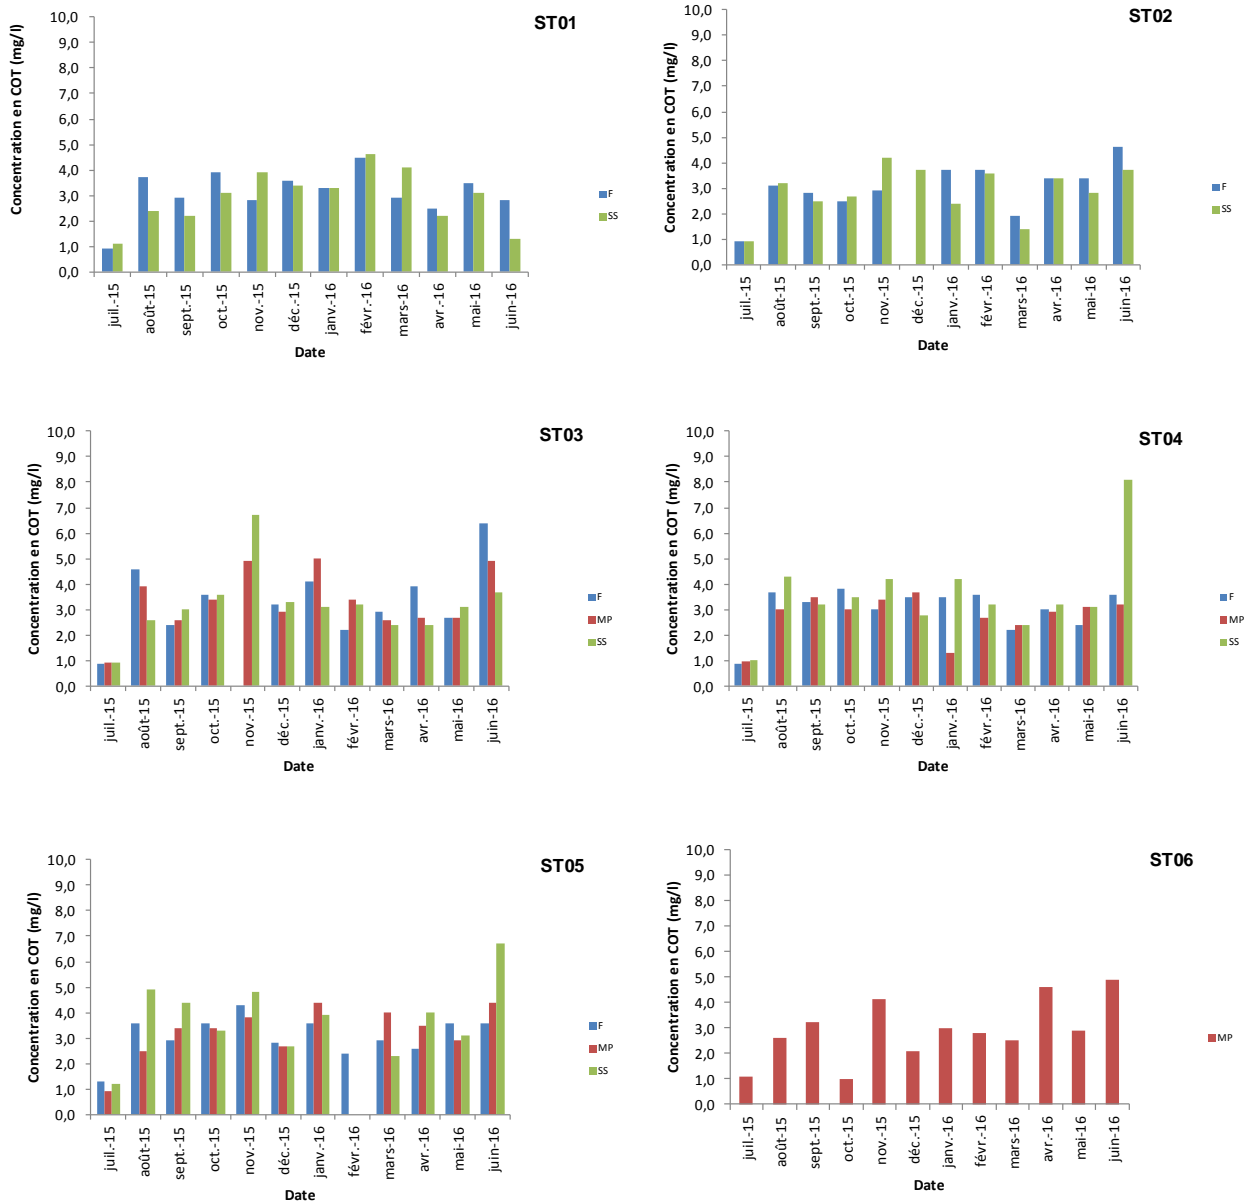 ST01
Concentration en COT (mg/l)
10,0
9,0
8,0
7,0
6,0
5,0
4,0
3,0
2,0
1,0
0,0
juil.-15
août-15
sept.-15
oct.-15
nov.-15
déc.-15
janv.-16
févr.-16
mars-16
avr.-16
mai-16
juin-16
Date
F
SS
ST02
Concentration en COT (mg/l)
10,0
9,0
8,0
7,0
6,0
5,0
4,0
3,0
2,0
1,0
0,0
juil.-15
août-15
sept.-15
oct.-15
nov.-15
déc.-15
janv.-16
févr.-16
mars-16
avr.-16
mai-16
juin-16
Date
F
SS
ST03
Concentration en COT (mg/l)
10,0
9,0
8,0
7,0
6,0
5,0
4,0
3,0
2,0
1,0
0,0
juil.-15
août-15
sept.-15
oct.-15
nov.-15
déc.-15
janv.-16
févr.-16
mars-16
avr.-16
mai-16
juin-16
Date
F
MP
SS
ST04
Concentration en COT (mg/l)
10,0
9,0
8,0
7,0
6,0
5,0
4,0
3,0
2,0
1,0
0,0
juil.-15
août-15
sept.-15
oct.-15
nov.-15
déc.-15
janv.-16
févr.-16
mars-16
avr.-16
mai-16
juin-16
Date
F
MP
SS
ST05
Concentration en COT (mg/l)
10,0
9,0
8,0
7,0
6,0
5,0
4,0
3,0
2,0
1,0
0,0
juil.-15
août-15
sept.-15
oct.-15
nov.-15
déc.-15
janv.-16
févr.-16
mars-16
avr.-16
mai-16
juin-16
Date
F
MP
SS
ST06
Concentration en COT (mg/l)
10,0
9,0
8,0
7,0
6,0
5,0
4,0
3,0
2,0
1,0
0,0
juil.-15
août-15
sept.-15
oct.-15
nov.-15
déc.-15
janv.-16
févr.-16
mars-16
avr.-16
mai-16
juin-16
Date
MP